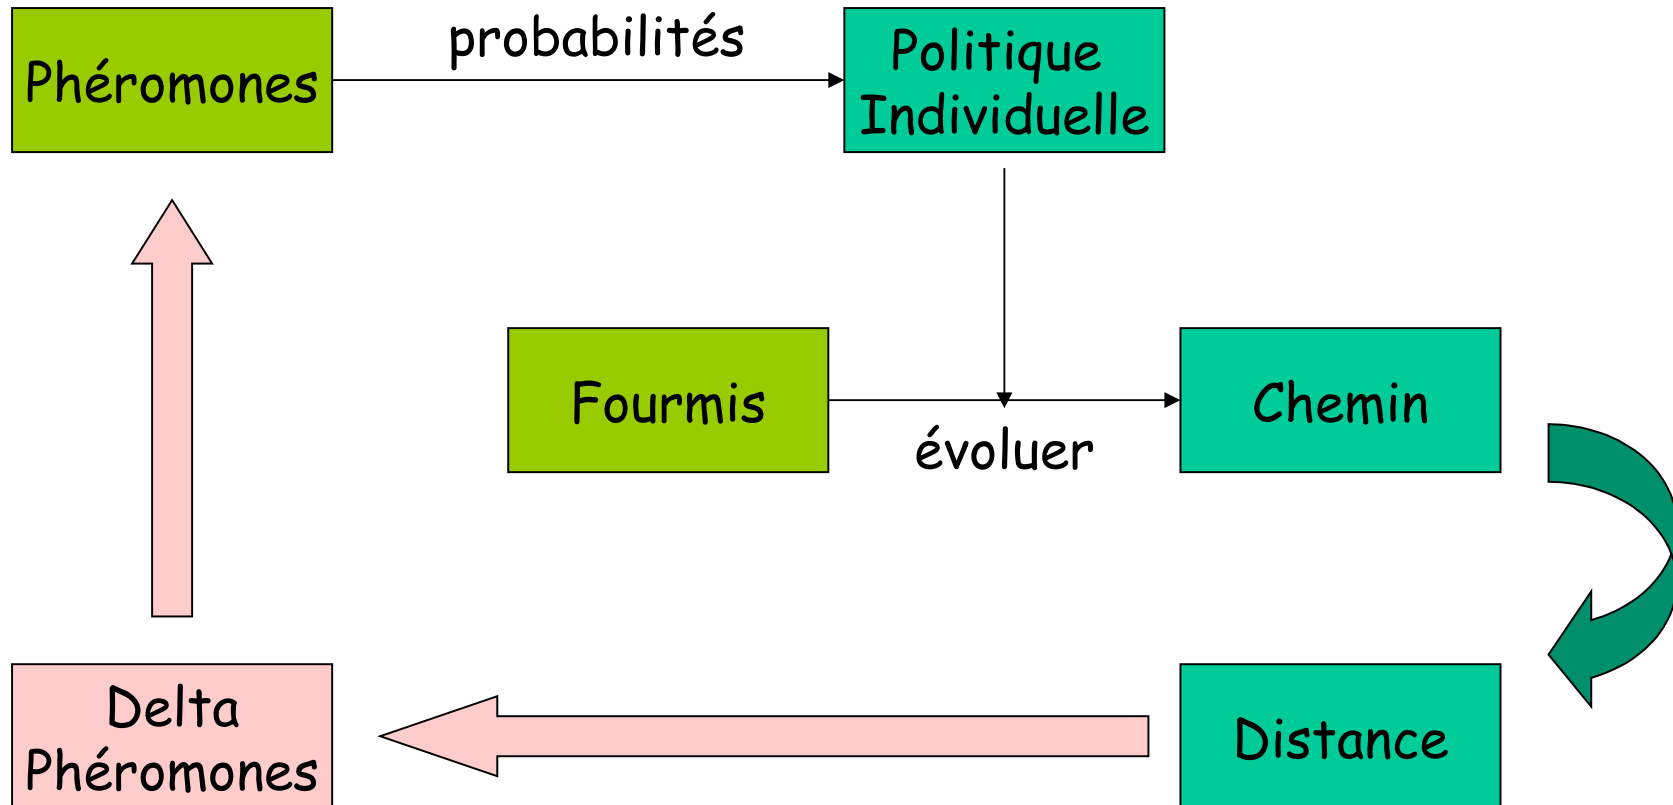 Phéromones
probabilités
Politique
Individuelle
Fourmis
évoluer
Chemin
Delta
Phéromones
Distance